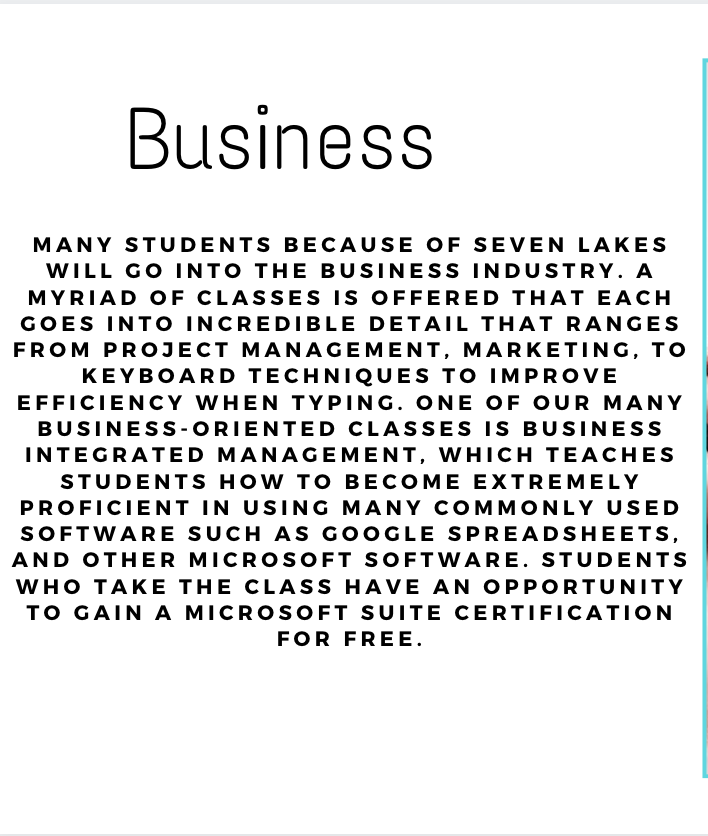 Business
MANY STUDENTS BECAUSE OF SEVEN LAKES
WILL GO INTO THE BUSINESS INDUSTRY. A
MYRIAD OF CLASSES IS OFFERED THAT EACH
GOES INTO INCREDIBLE DETAIL THAT RANGES
FROM PROJECT MANAGEMENT, MARKETING, TO
KEYBOARD TECHNIQUES TO IMPROVE
EFFICIENCY WHEN TYPING. ONE OF OUR MANY
BUSINESS-ORIENTED CLASSES IS BUSINESS
INTEGRATED MANAGEMENT, WHICH TEACHES
STUDENTS HOW TO BECOME EXTREMELY
PROFICIENT IN USING MANY COMMONLY USED
SOFTWARE SUCH AS GOOGLE SPREADSHEETS,
AND OTHER MICROSOFT SOFTWARE. STUDENTS
WHO TAKE THE CLASS HAVE AN OPPORTUNITY
TO GAIN A MICROSOFT SUITE CERTIFICATION
FOR FREE.